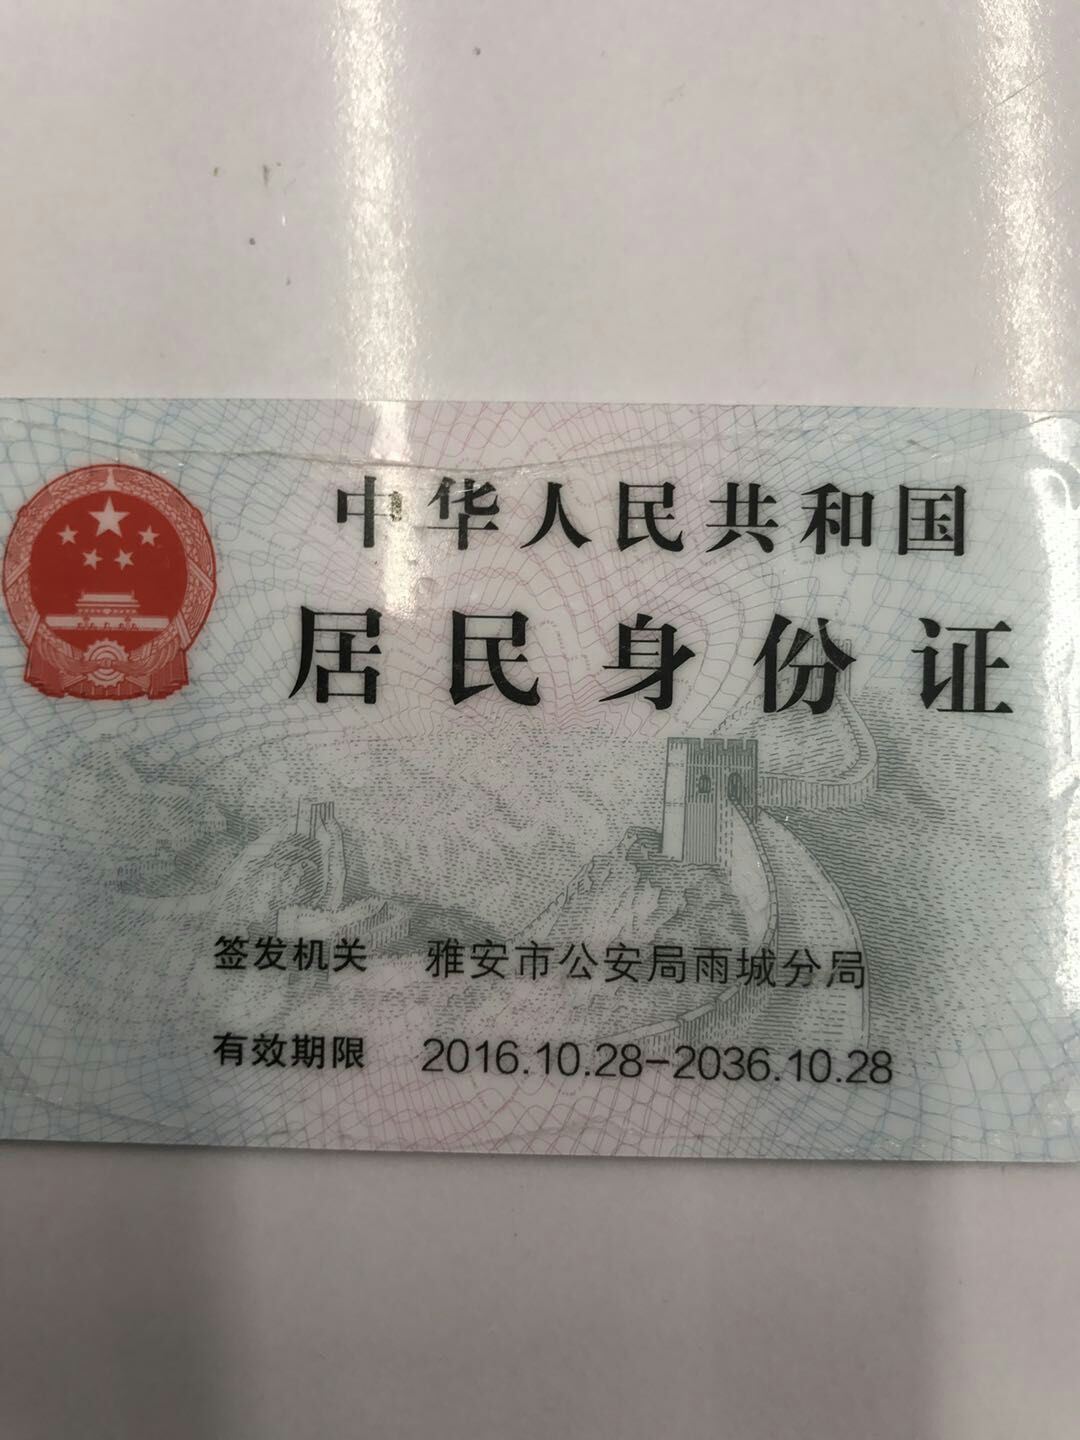 中华人民共和国
居民身份证
签发机关 雅安市公安局雨城分局
有效期限 2016.10.28-2036.10.28